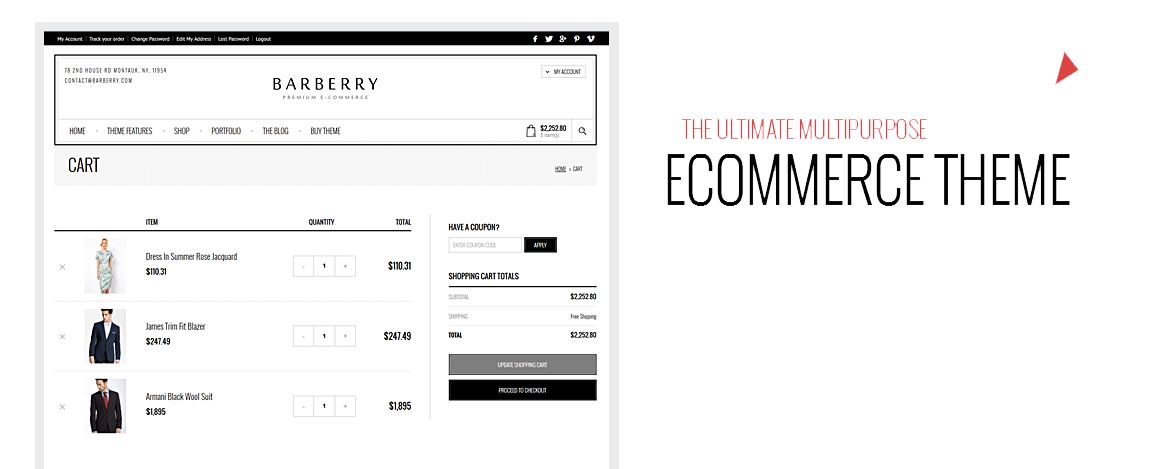 My Account Track your order Change Password Edit My Address Lost Password Logout
78 2ND HOUSE RD MONTAUK, NY, 11954
CONTACT@BARBERRY.COM
BARBERRY
PREMIUM E-COMMERCE
MY ACCOUNT
HOME THEME FEATURES SHOP PORTFOLIO THE BLOG BUY THEME
$2,252.80
3 item(s)
CART
HOME > CART
ITEM QUANTITY TOTAL
Dress In Summer Rose Jacquard
$110.31
- 1 +
$110.31
James Trim Fit Blazer
$247.49
- 1 +
$247.49
Armani Black Wool Suit
$1,895
- 1 +
$1,895
HAVE A COUPON?
ENTER COUPON CODE APPLY
SHOPPING CART TOTALS
SUBTOTAL $2,252.80
SHIPPING Free Shipping
TOTAL $2,252.80
UPDATE SHOPPING CART
PROCEED TO CHECKOUT
THE ULTIMATE MULTIPURPOSE
ECOMMERCE THEME